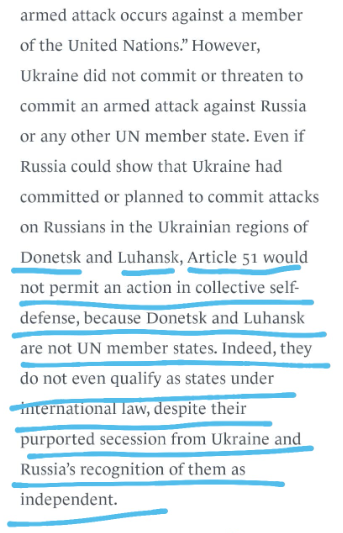 armed attack occurs against a member
of the United Nations.” However,
Ukraine did not commit or threaten to
commit an armed attack against Russia
or any other UN member state. Even if
Russia could show that Ukraine had
committed or planned to commit attacks
on Russians in the Ukrainian regions of
Donetsk and Luhansk, Article 51 would
not permit an action in collective self-
defense, because Donetsk and Luhansk
are not UN member states. Indeed, they
do not even qualify as states under
international law, despite their
purported secession from Ukraine and
Russia’s recognition of them as
independent.